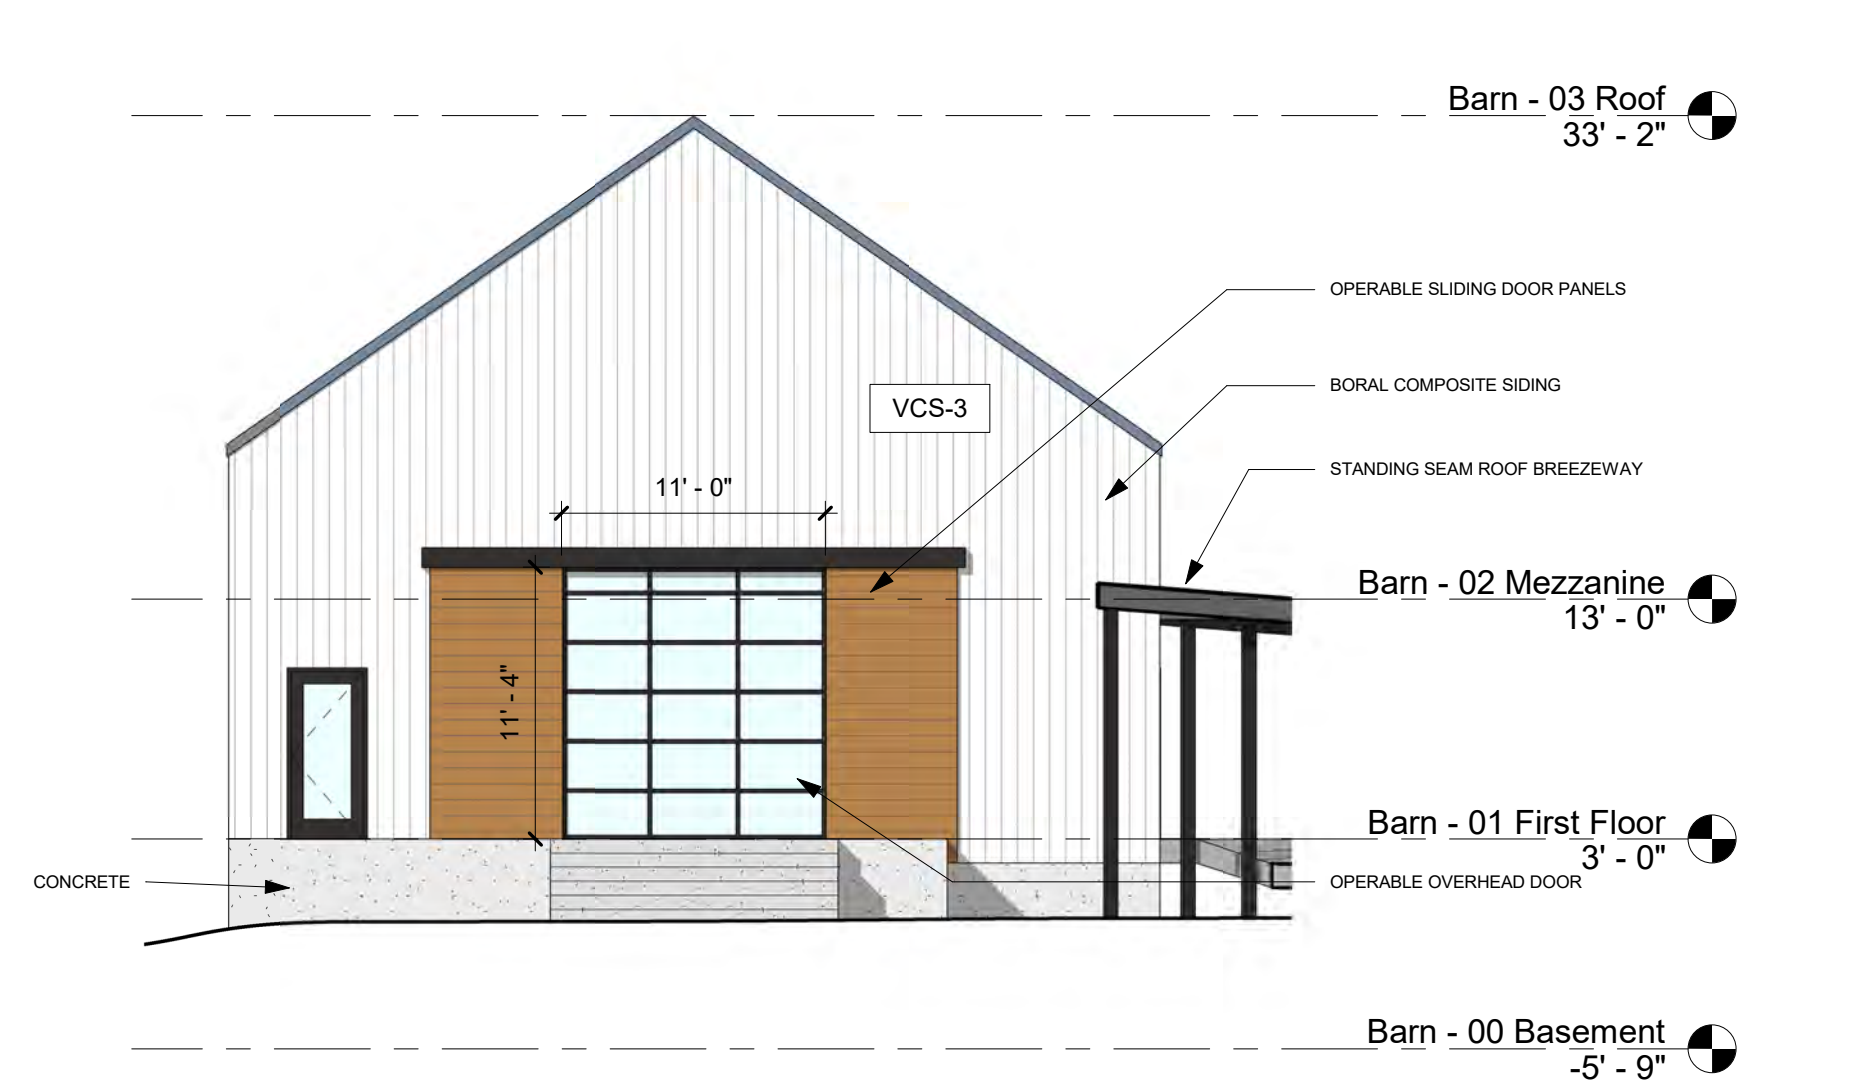 Barn - 03 Roof
33' - 2"
OPERABLE SLIDING DOOR PANELS
BORAL COMPOSITE SIDING
VCS-3
STANDING SEAM ROOF BREEZEWAY
11' - 0"
Barn - 02 Mezzanine
13' - 0"
11' - 4"
Barn - 01 First Floor
3' - 0"
CONCRETE
OPERABLE OVERHEAD DOOR
Barn - 00 Basement
-5' - 9"